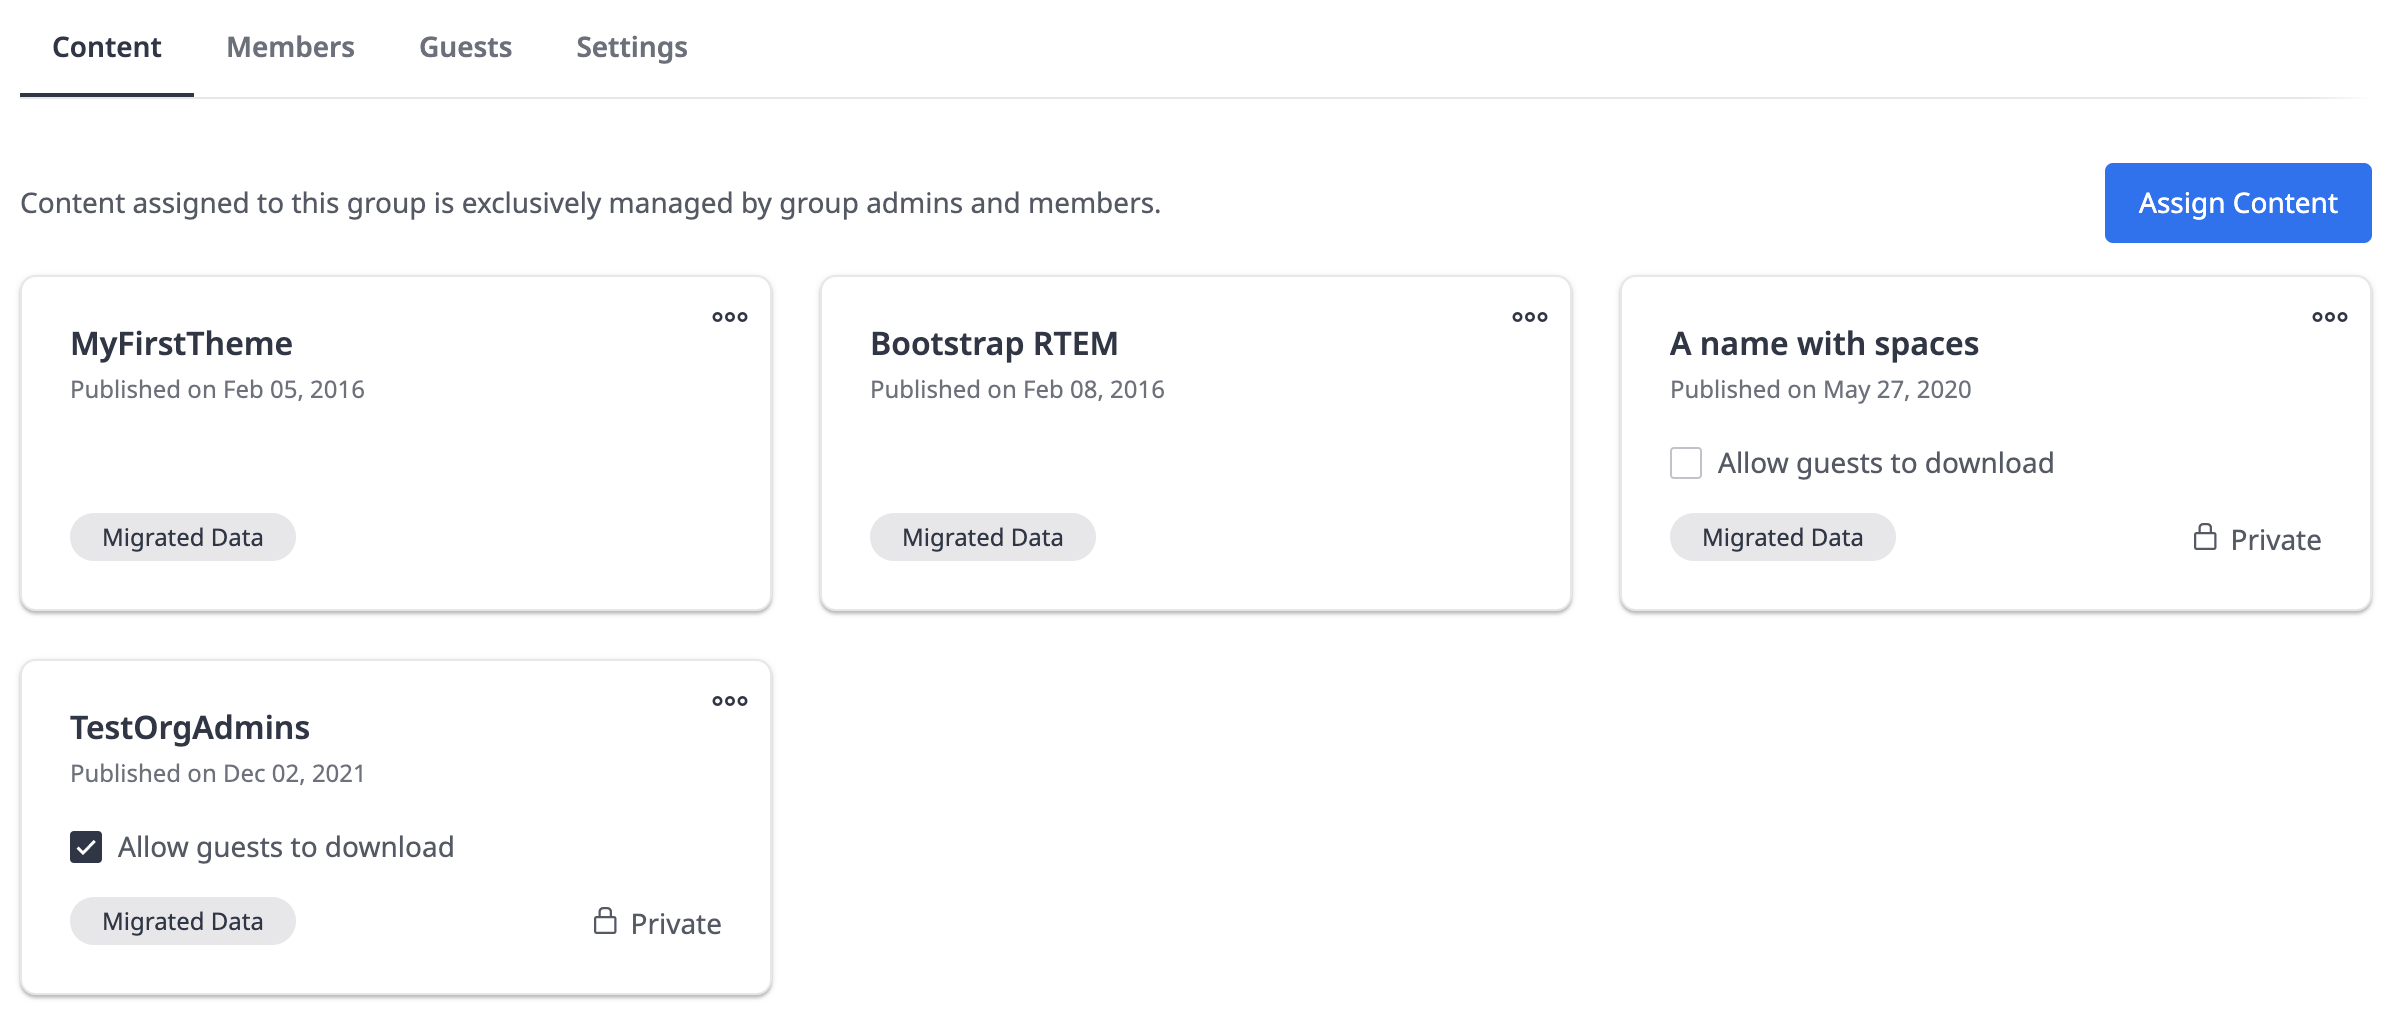 Content Members Guests Settings
Content assigned to this group is exclusively managed by group admins and members.
Assign Content
MyFirstTheme
Published on Feb 05, 2016
Migrated Data
Bootstrap RTEM
Published on Feb 08, 2016
Migrated Data
A name with spaces
Published on May 27, 2020
Allow guests to download
Migrated Data
Private
TestOrgAdmins
Published on Dec 02, 2021
Allow guests to download
Migrated Data
Private